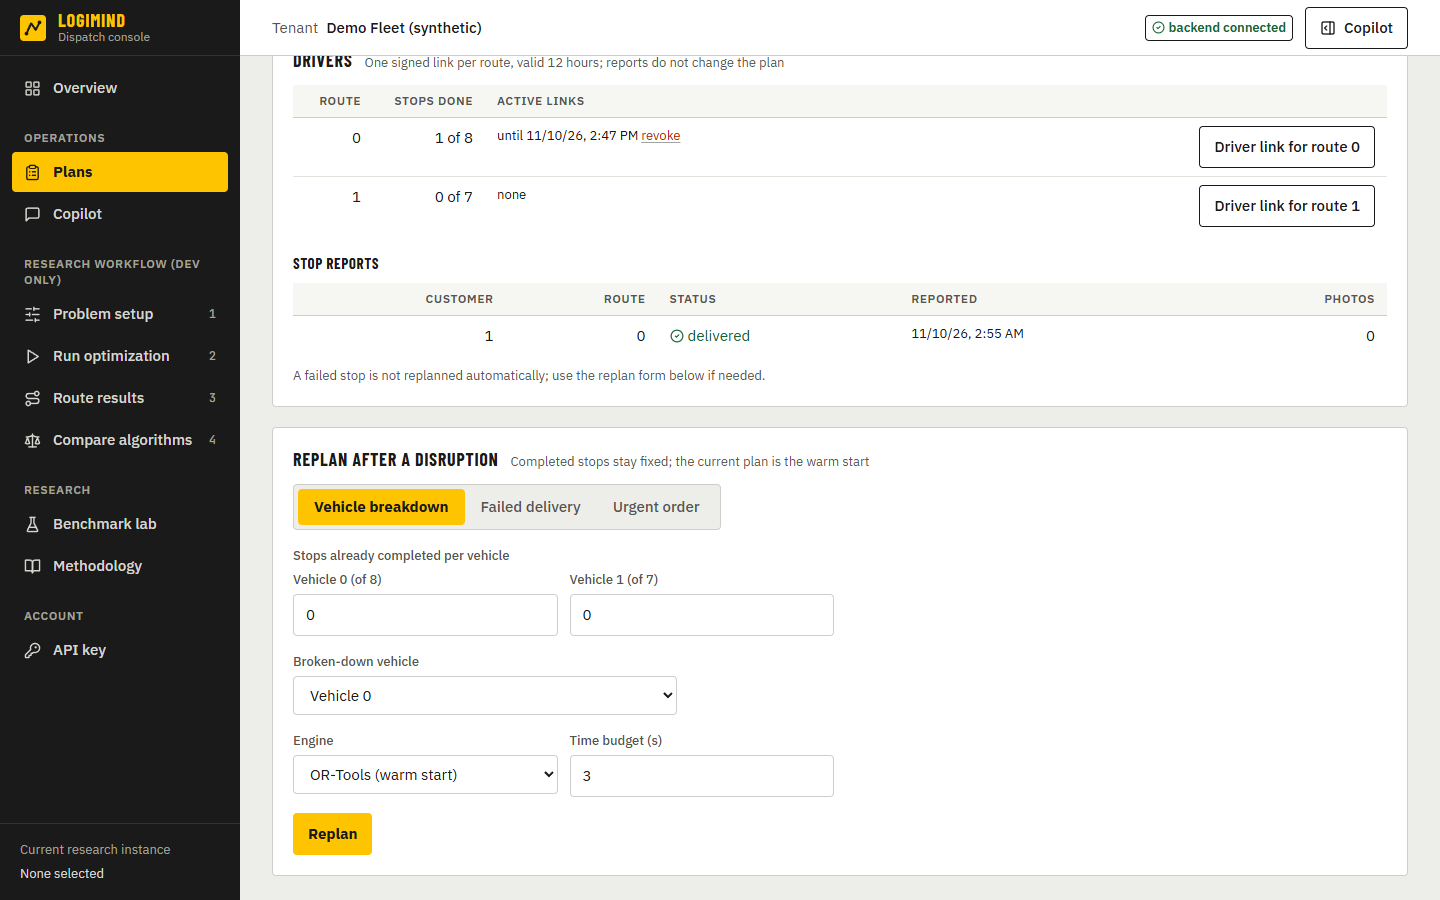 LOGIMIND
Dispatch console
Tenant Demo Fleet (synthetic)
backend connected
Copilot
Overview
OPERATIONS
Plans
Copilot
RESEARCH WORKFLOW (DEV
ONLY)
Problem setup 1
Run optimization 2
Route results 3
Compare algorithms 4
RESEARCH
Benchmark lab
Methodology
ACCOUNT
API key
Current research instance
None selected
DRIVERS One signed link per route, valid 12 hours; reports do not change the plan
ROUTE STOPS DONE ACTIVE LINKS
0 1 of 8 until 11/10/26, 2:47 PM revoke Driver link for route 0
1 0 of 7 none Driver link for route 1
STOP REPORTS
CUSTOMER ROUTE STATUS REPORTED PHOTOS
1 0 delivered 11/10/26, 2:55 AM 0
A failed stop is not replanned automatically; use the replan form below if needed.
REPLAN AFTER A DISRUPTION Completed stops stay fixed; the current plan is the warm start
Vehicle breakdown Failed delivery Urgent order
Stops already completed per vehicle
Vehicle 0 (of 8) Vehicle 1 (of 7)
0 0
Broken-down vehicle
Vehicle 0
Engine Time budget (s)
OR-Tools (warm start) 3
Replan